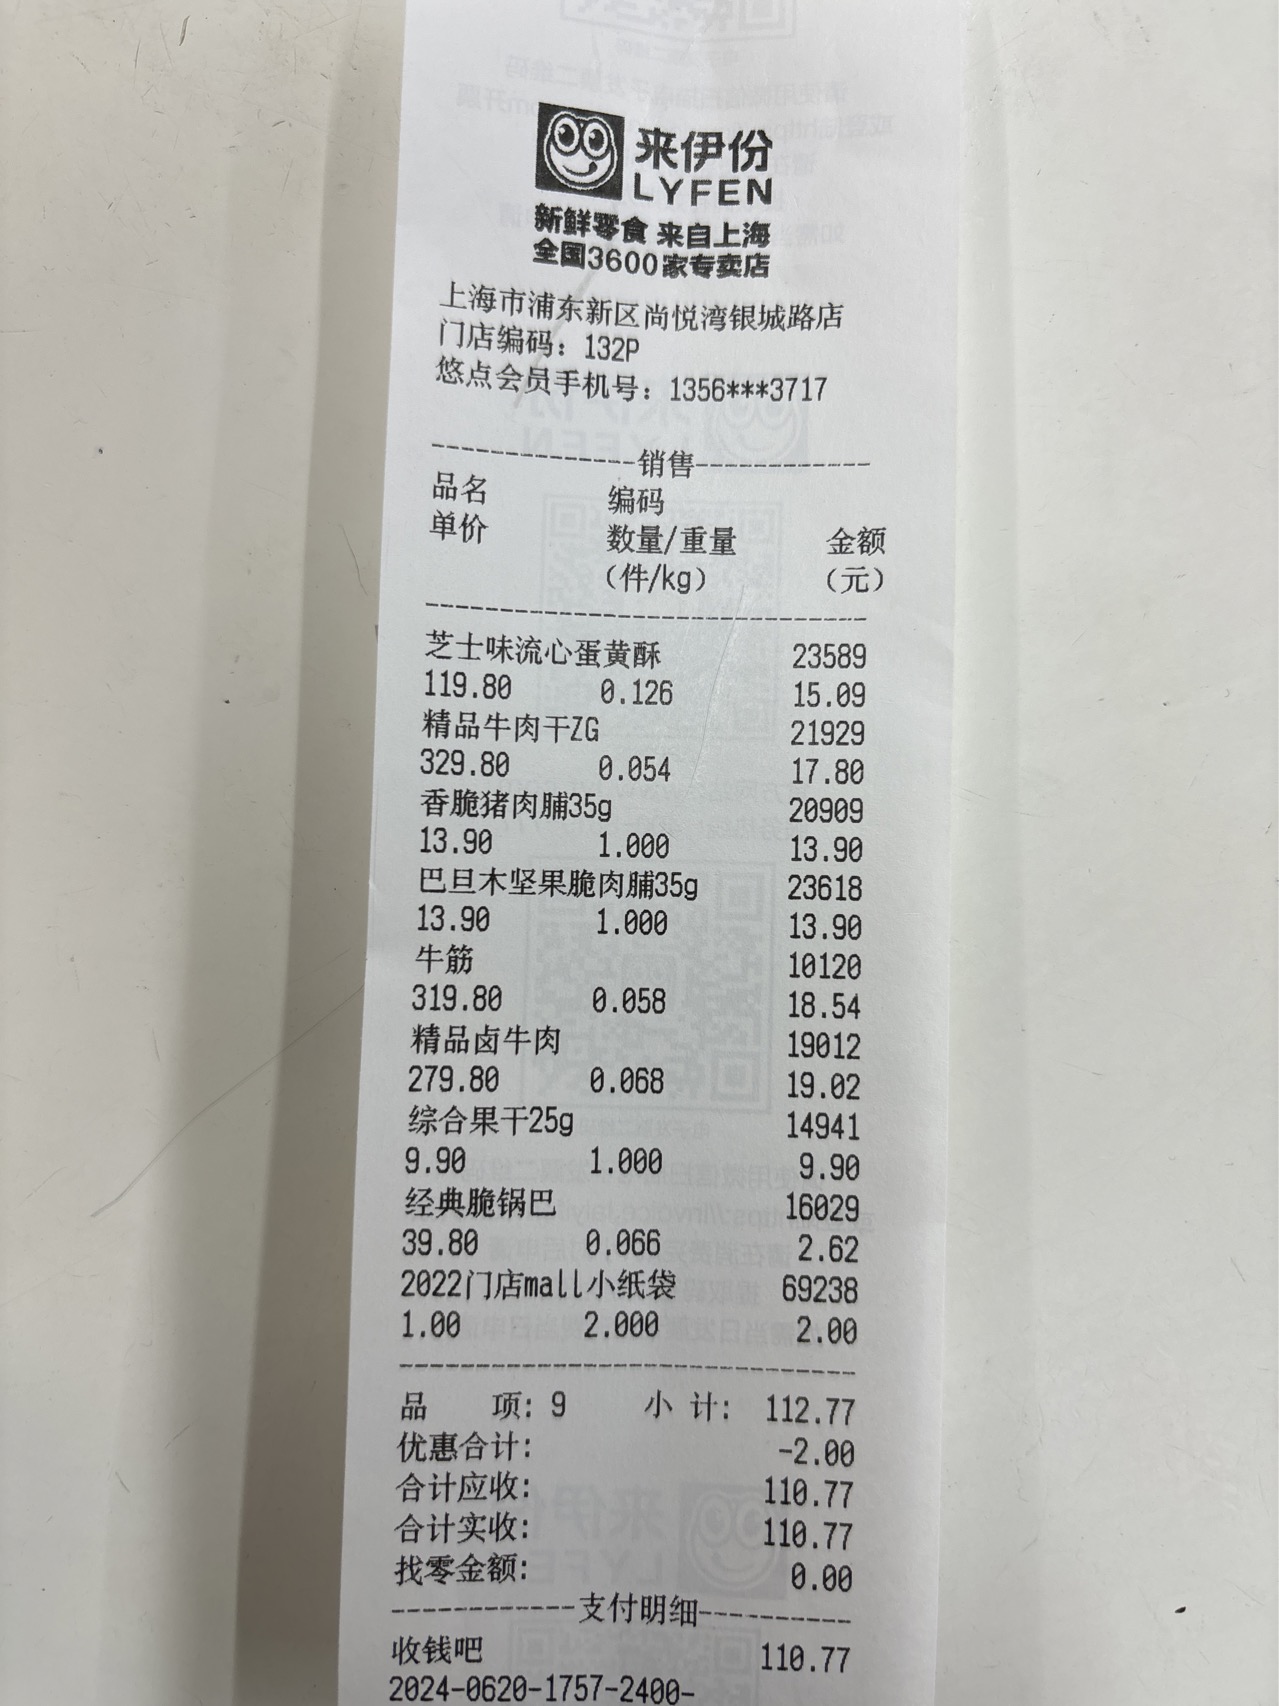 来伊份
LYFEN
新鲜零食 来自上海
全国3600家专卖店
上海市浦东新区尚悦湾银城路店
门店编码：132P
悠点会员手机号：1356***3717
------------销售------------
品名 编码
单价 数量/重量 金额
（件/kg） （元）
芝士味流心蛋黄酥 23589
119.80 0.126 15.09
精品牛肉干ZG 21929
329.80 0.054 17.80
香脆猪肉脯35g 20909
13.90 1.000 13.90
巴旦木坚果脆肉脯35g 23618
13.90 1.000 13.90
牛筋 10120
319.80 0.058 18.54
精品卤牛肉 19012
279.80 0.068 19.02
综合果干25g 14941
9.90 1.000 9.90
经典脆锅巴 16029
39.80 0.066 2.62
2022门店mall小纸袋 69238
1.00 2.000 2.00
品 项: 9 小 计: 112.77
优惠合计: -2.00
合计应收: 110.77
合计实收: 110.77
找零金额: 0.00
------------支付明细----------
收钱吧 110.77
2024-0620-1757-2400-